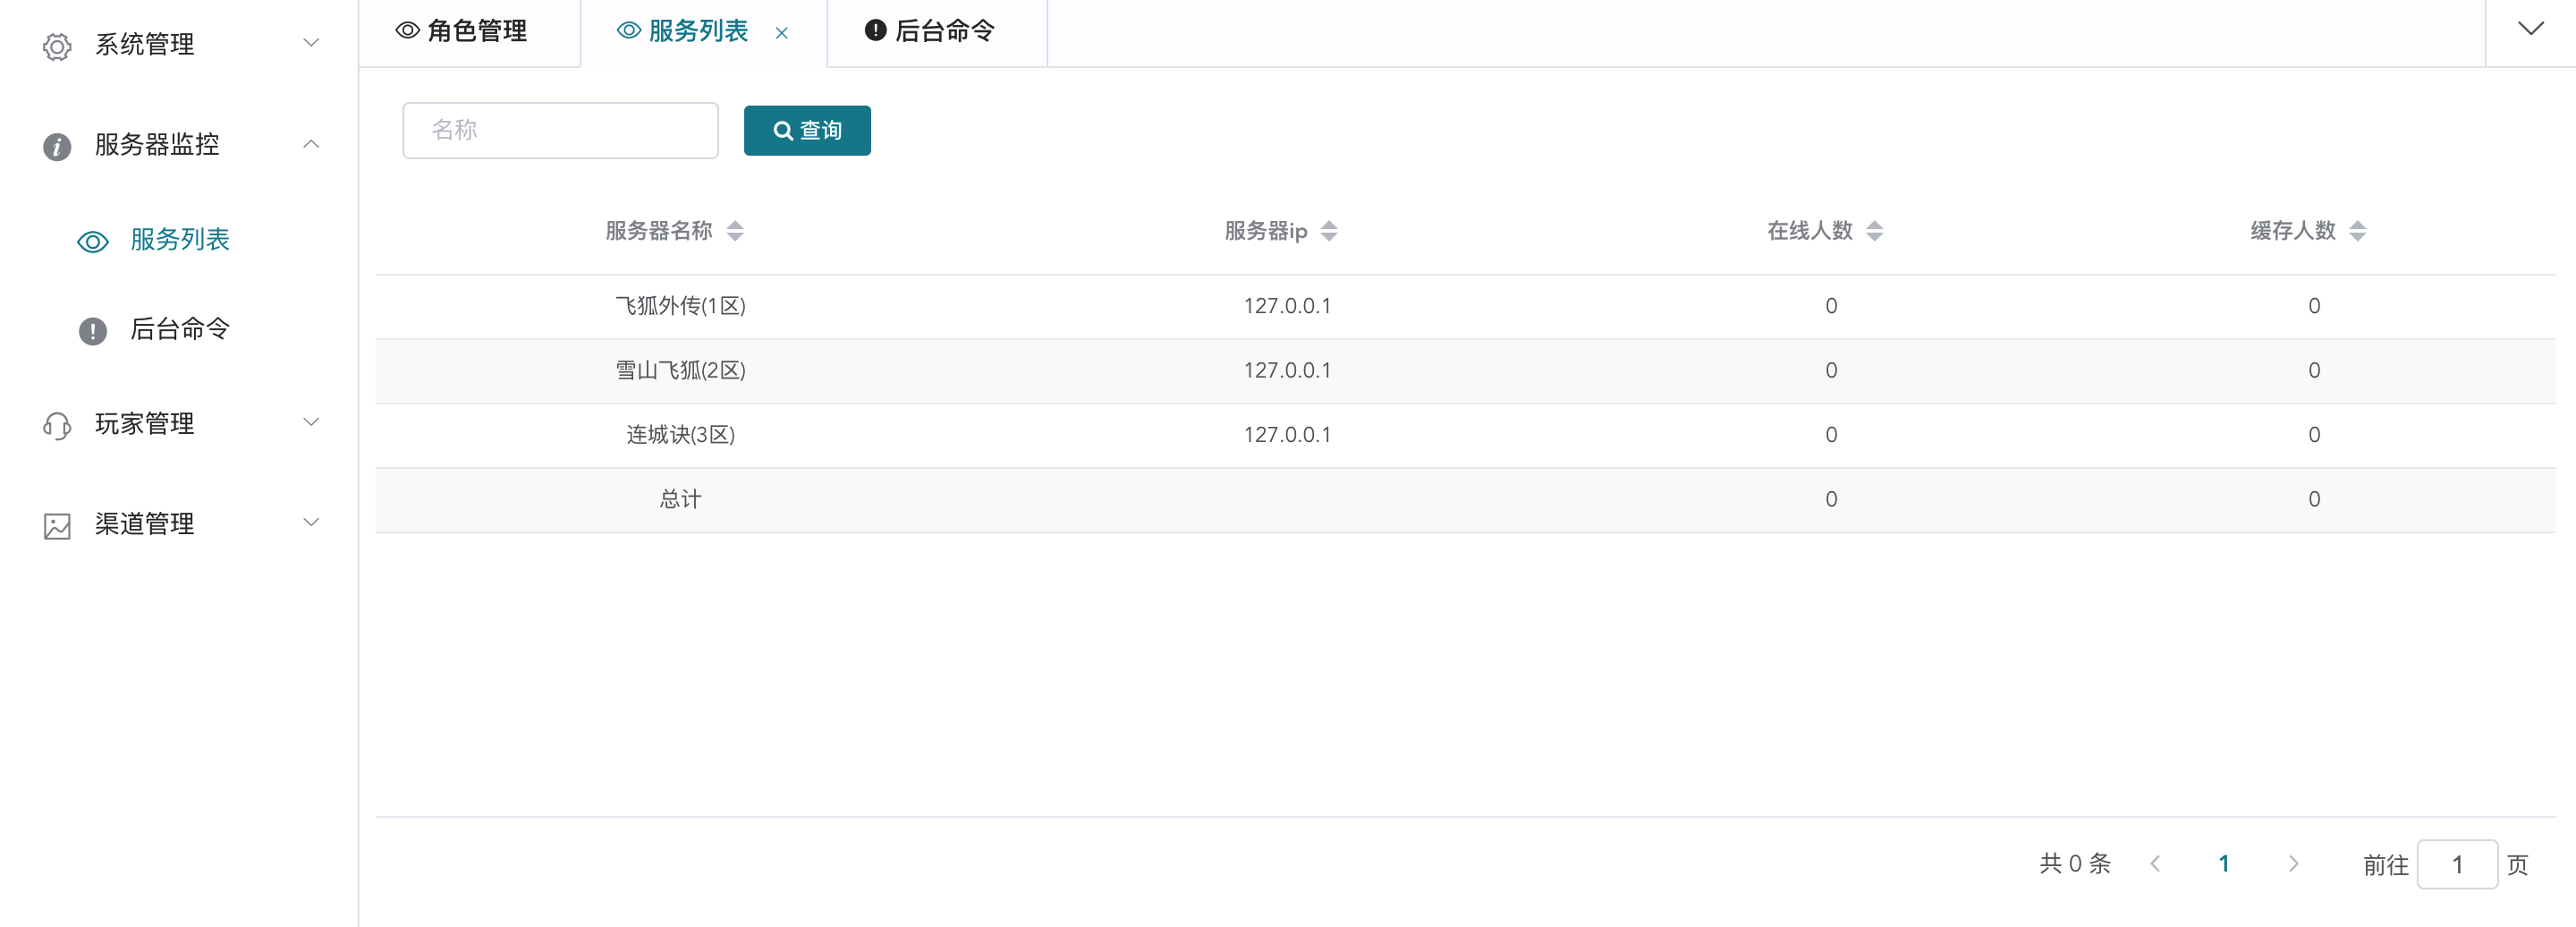 系统管理
服务器监控
服务列表
后台命令
玩家管理
渠道管理
角色管理 服务列表 后台命令
名称 查询
服务器名称 服务器ip 在线人数 缓存人数
飞狐外传(1区) 127.0.0.1 0 0
雪山飞狐(2区) 127.0.0.1 0 0
连城诀(3区) 127.0.0.1 0 0
总计 0 0
共 0 条 1 前往 1 页